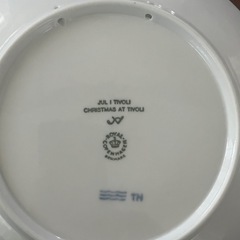 JUL I TIVOLI
CHRISTMAS AT TIVOLI
ROYAL
COPENHAGEN
DENMARK
TH